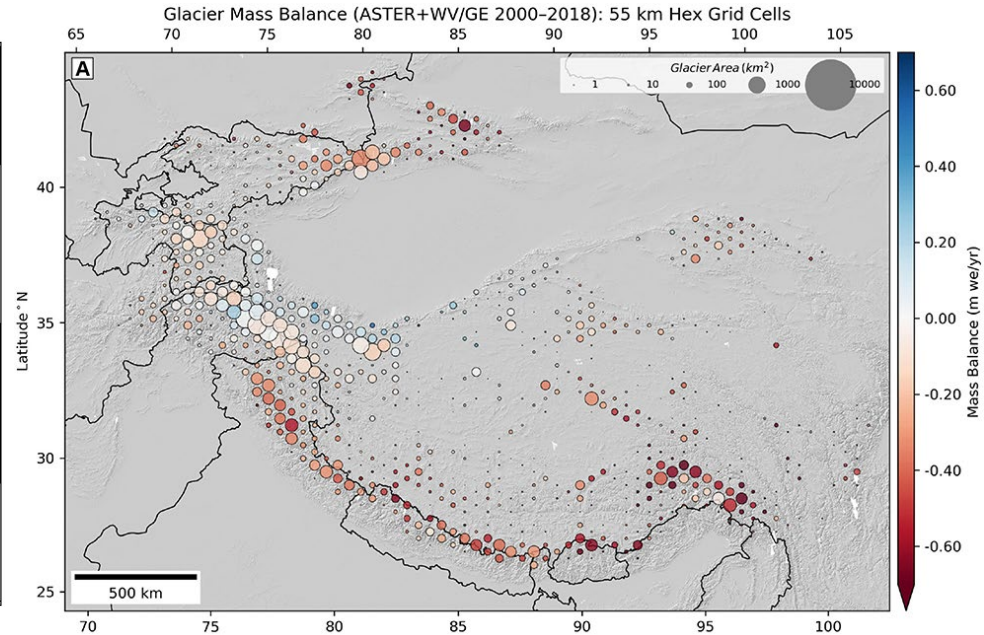 Glacier Mass Balance (ASTER+WV/GE 2000–2018): 55 km Hex Grid Cells
65 70 75 80 85 90 95 100 105
A
Glacier Area (km²)
1 10 100 1000 10000
0.60
0.40
0.20
0.00
-0.20
-0.40
-0.60
Mass Balance (m we/yr)
40
35
30
25
Latitude°N
500 km
70 75 80 85 90 95 100